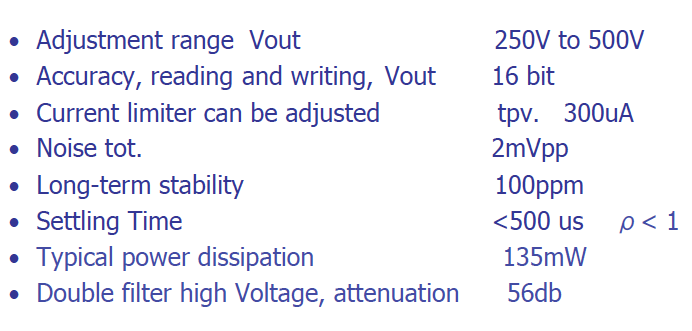 • Adjustment range Vout 250V to 500V
• Accuracy, reading and writing, Vout 16 bit
• Current limiter can be adjusted tpv. 300uA
• Noise tot. 2mVpp
• Long-term stability 100ppm
• Settling Time <500 us ρ < 1
• Typical power dissipation 135mW
• Double filter high Voltage, attenuation 56db